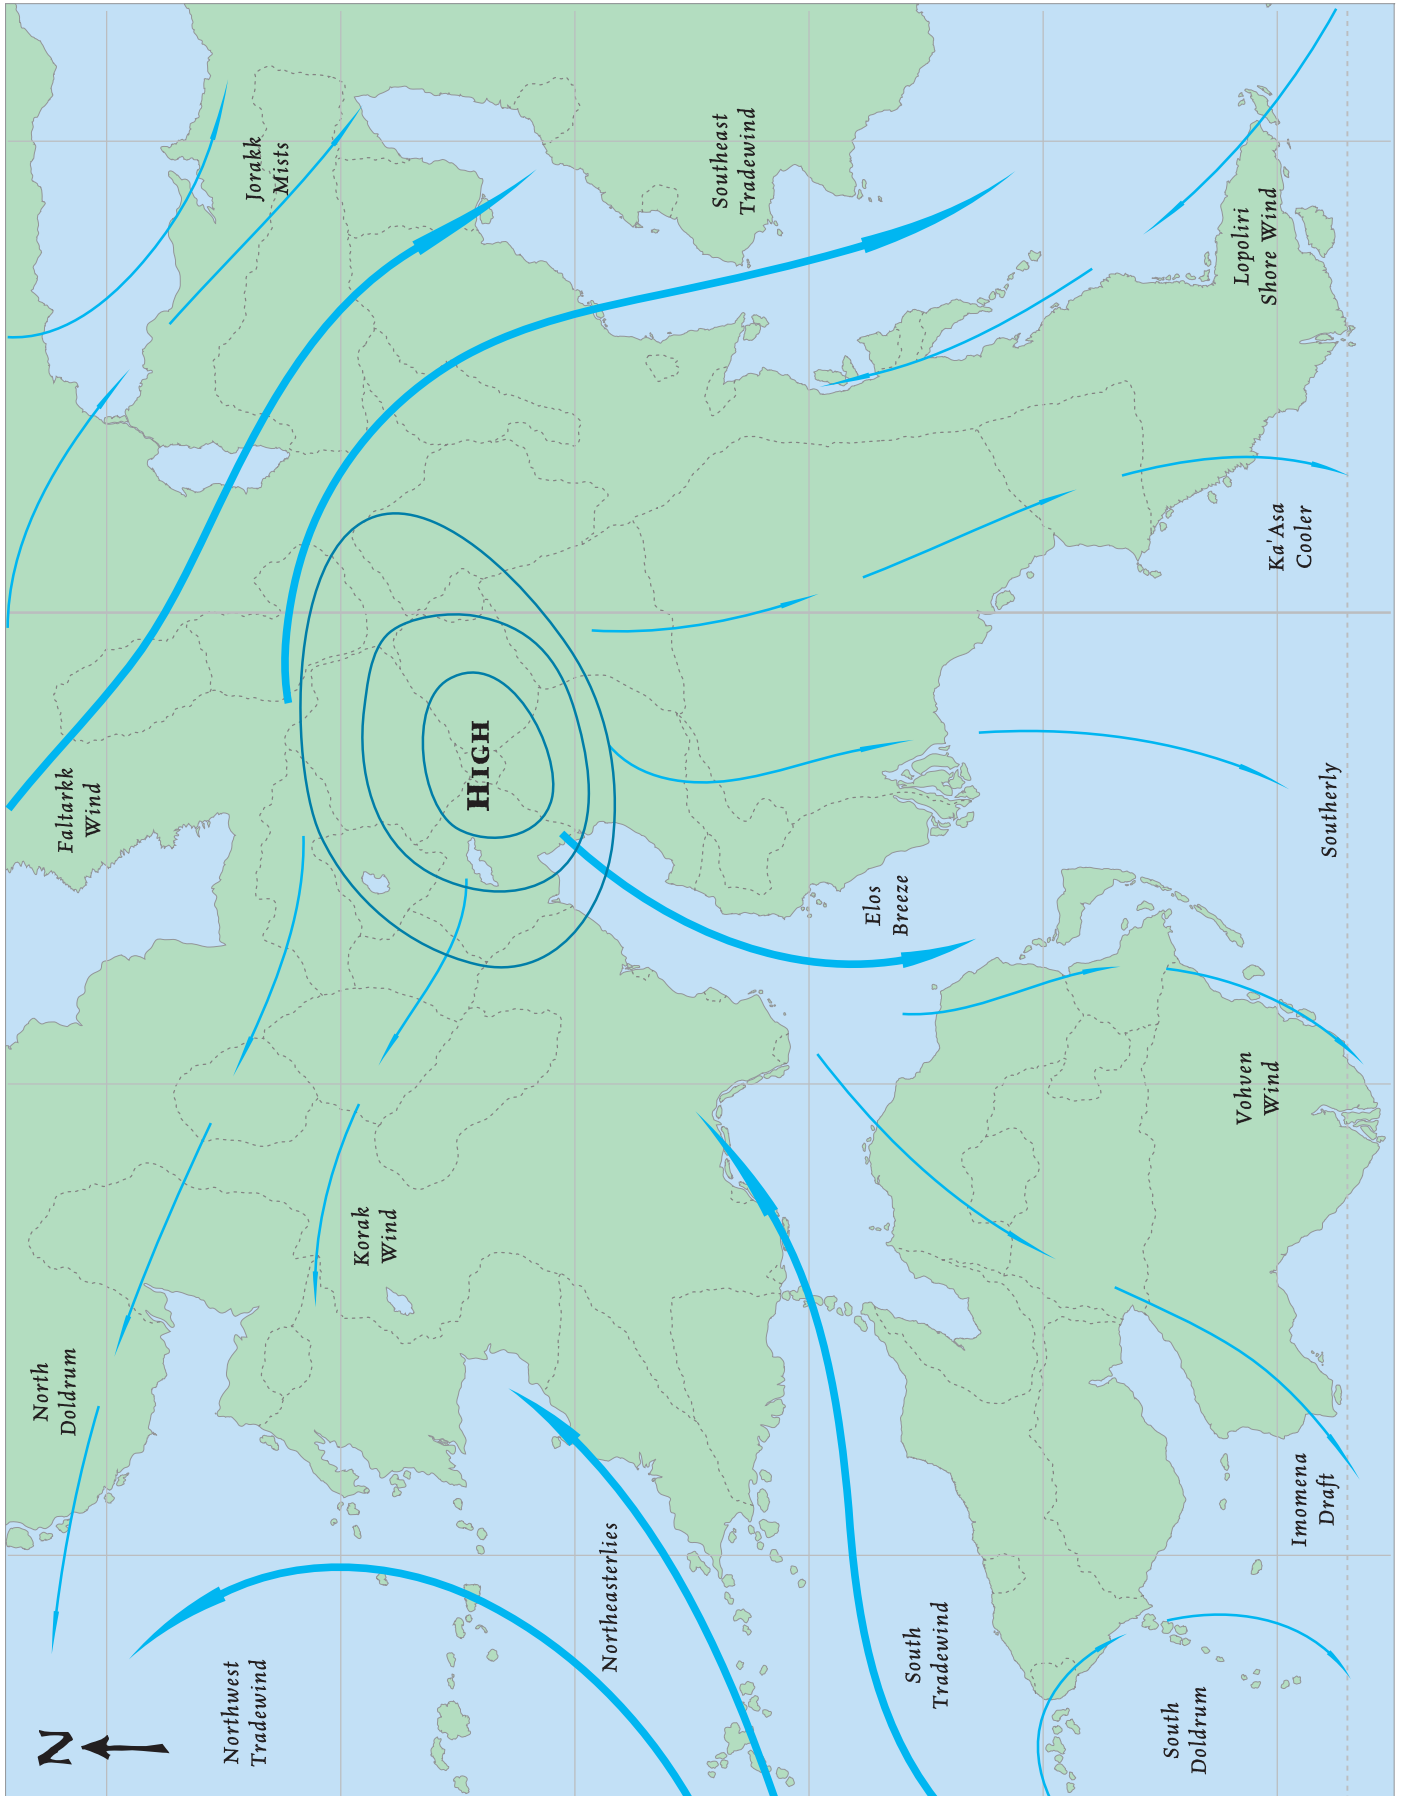 N
North
Doldrum
Faltarkk
Wind
Northwest
Tradewind
Jorakk
Mists
Korak
Wind
HIGH
Northeasterlies
Southeast
Tradewind
Elos
Breeze
South
Tradewind
South
Doldrum
Vohven
Wind
Lopoliri
Shore Wind
Imomena
Draft
Ka'Asa
Cooler
Southerly